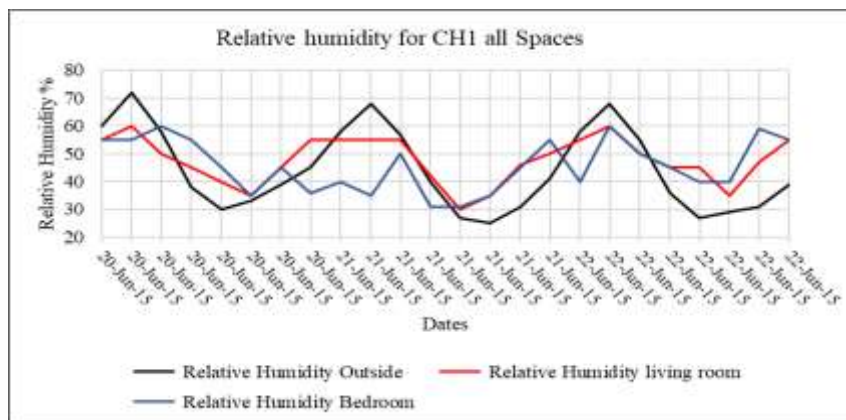 Relative humidity for CH1 all Spaces
Relative Humidity %
80
70
60
50
40
30
20
20-Jun-15
20-Jun-15
20-Jun-15
20-Jun-15
20-Jun-15
20-Jun-15
20-Jun-15
20-Jun-15
21-Jun-15
21-Jun-15
21-Jun-15
21-Jun-15
21-Jun-15
21-Jun-15
21-Jun-15
21-Jun-15
22-Jun-15
22-Jun-15
22-Jun-15
22-Jun-15
22-Jun-15
22-Jun-15
22-Jun-15
22-Jun-15
Dates
Relative Humidity Outside
Relative Humidity living room
Relative Humidity Bedroom